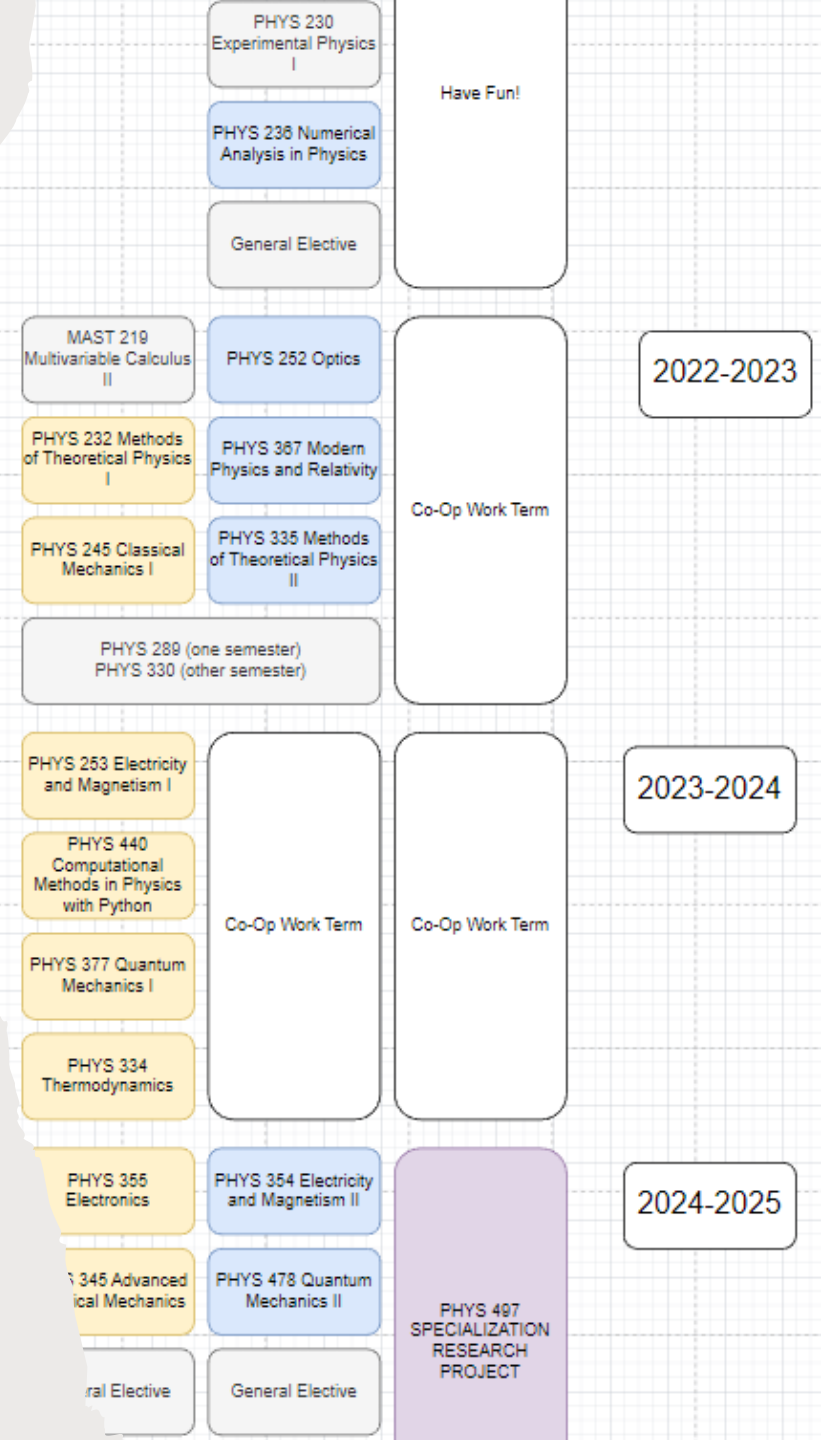 PHYS 230
Experimental Physics
I
Have Fun!
PHYS 236 Numerical
Analysis in Physics
General Elective
MAST 219
Multivariable Calculus
II
PHYS 252 Optics
2022-2023
PHYS 232 Methods
of Theoretical Physics
I
PHYS 367 Modern
Physics and Relativity
Co-Op Work Term
PHYS 245 Classical
Mechanics I
PHYS 335 Methods
of Theoretical Physics
II
PHYS 289 (one semester)
PHYS 330 (other semester)
PHYS 253 Electricity
and Magnetism I
2023-2024
PHYS 440
Computational
Methods in Physics
with Python
Co-Op Work Term
Co-Op Work Term
PHYS 377 Quantum
Mechanics I
PHYS 334
Thermodynamics
PHYS 355
Electronics
PHYS 354 Electricity
and Magnetism II
2024-2025
S 345 Advanced
ical Mechanics
PHYS 478 Quantum
Mechanics II
PHYS 497
SPECIALIZATION
RESEARCH
PROJECT
ral Elective
General Elective